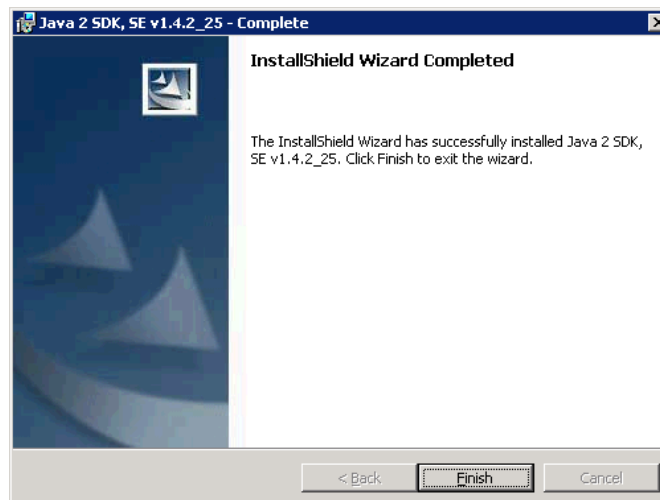 Java 2 SDK, SE v1.4.2_25 - Complete
InstallShield Wizard Completed
The InstallShield Wizard has successfully installed Java 2 SDK,
SE v1.4.2_25. Click Finish to exit the wizard.
< Back
Finish
Cancel